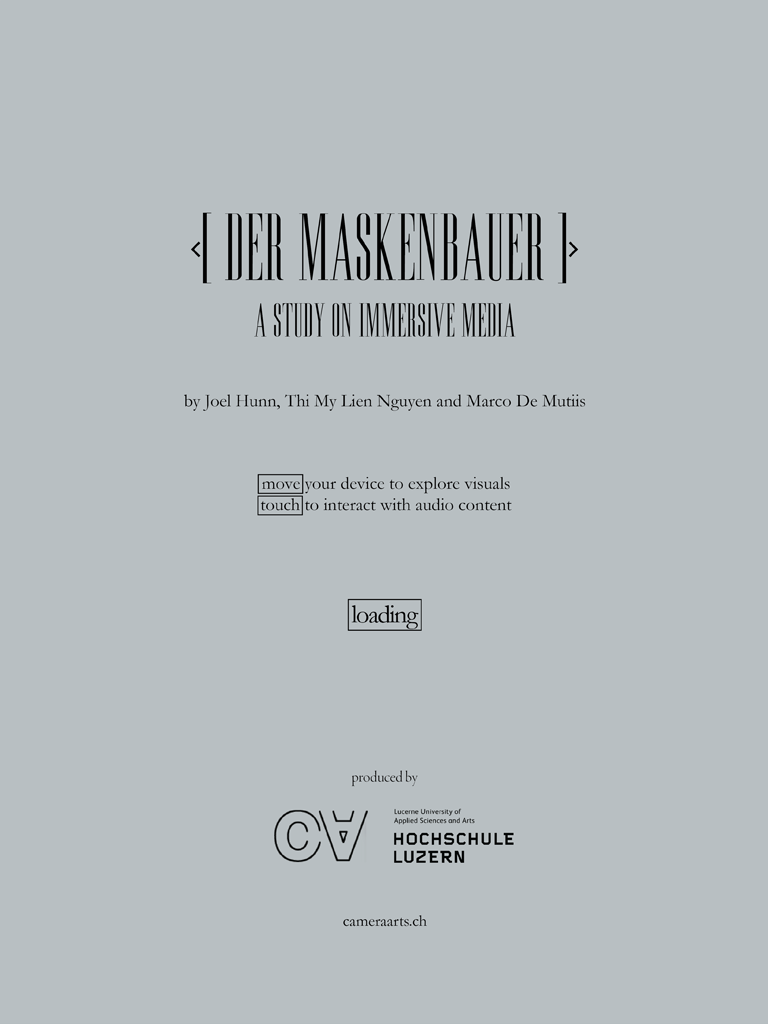 <[ DER MASKENBAUER ]>
A STUDY ON IMMERSIVE MEDIA
by Joel Hunn, Thi My Lien Nguyen and Marco De Mutiis
move your device to explore visuals
touch to interact with audio content
loading
produced by
CA
Lucerne University of
Applied Sciences and Arts
HOCHSCHULE
LUZERN
cameraarts.ch